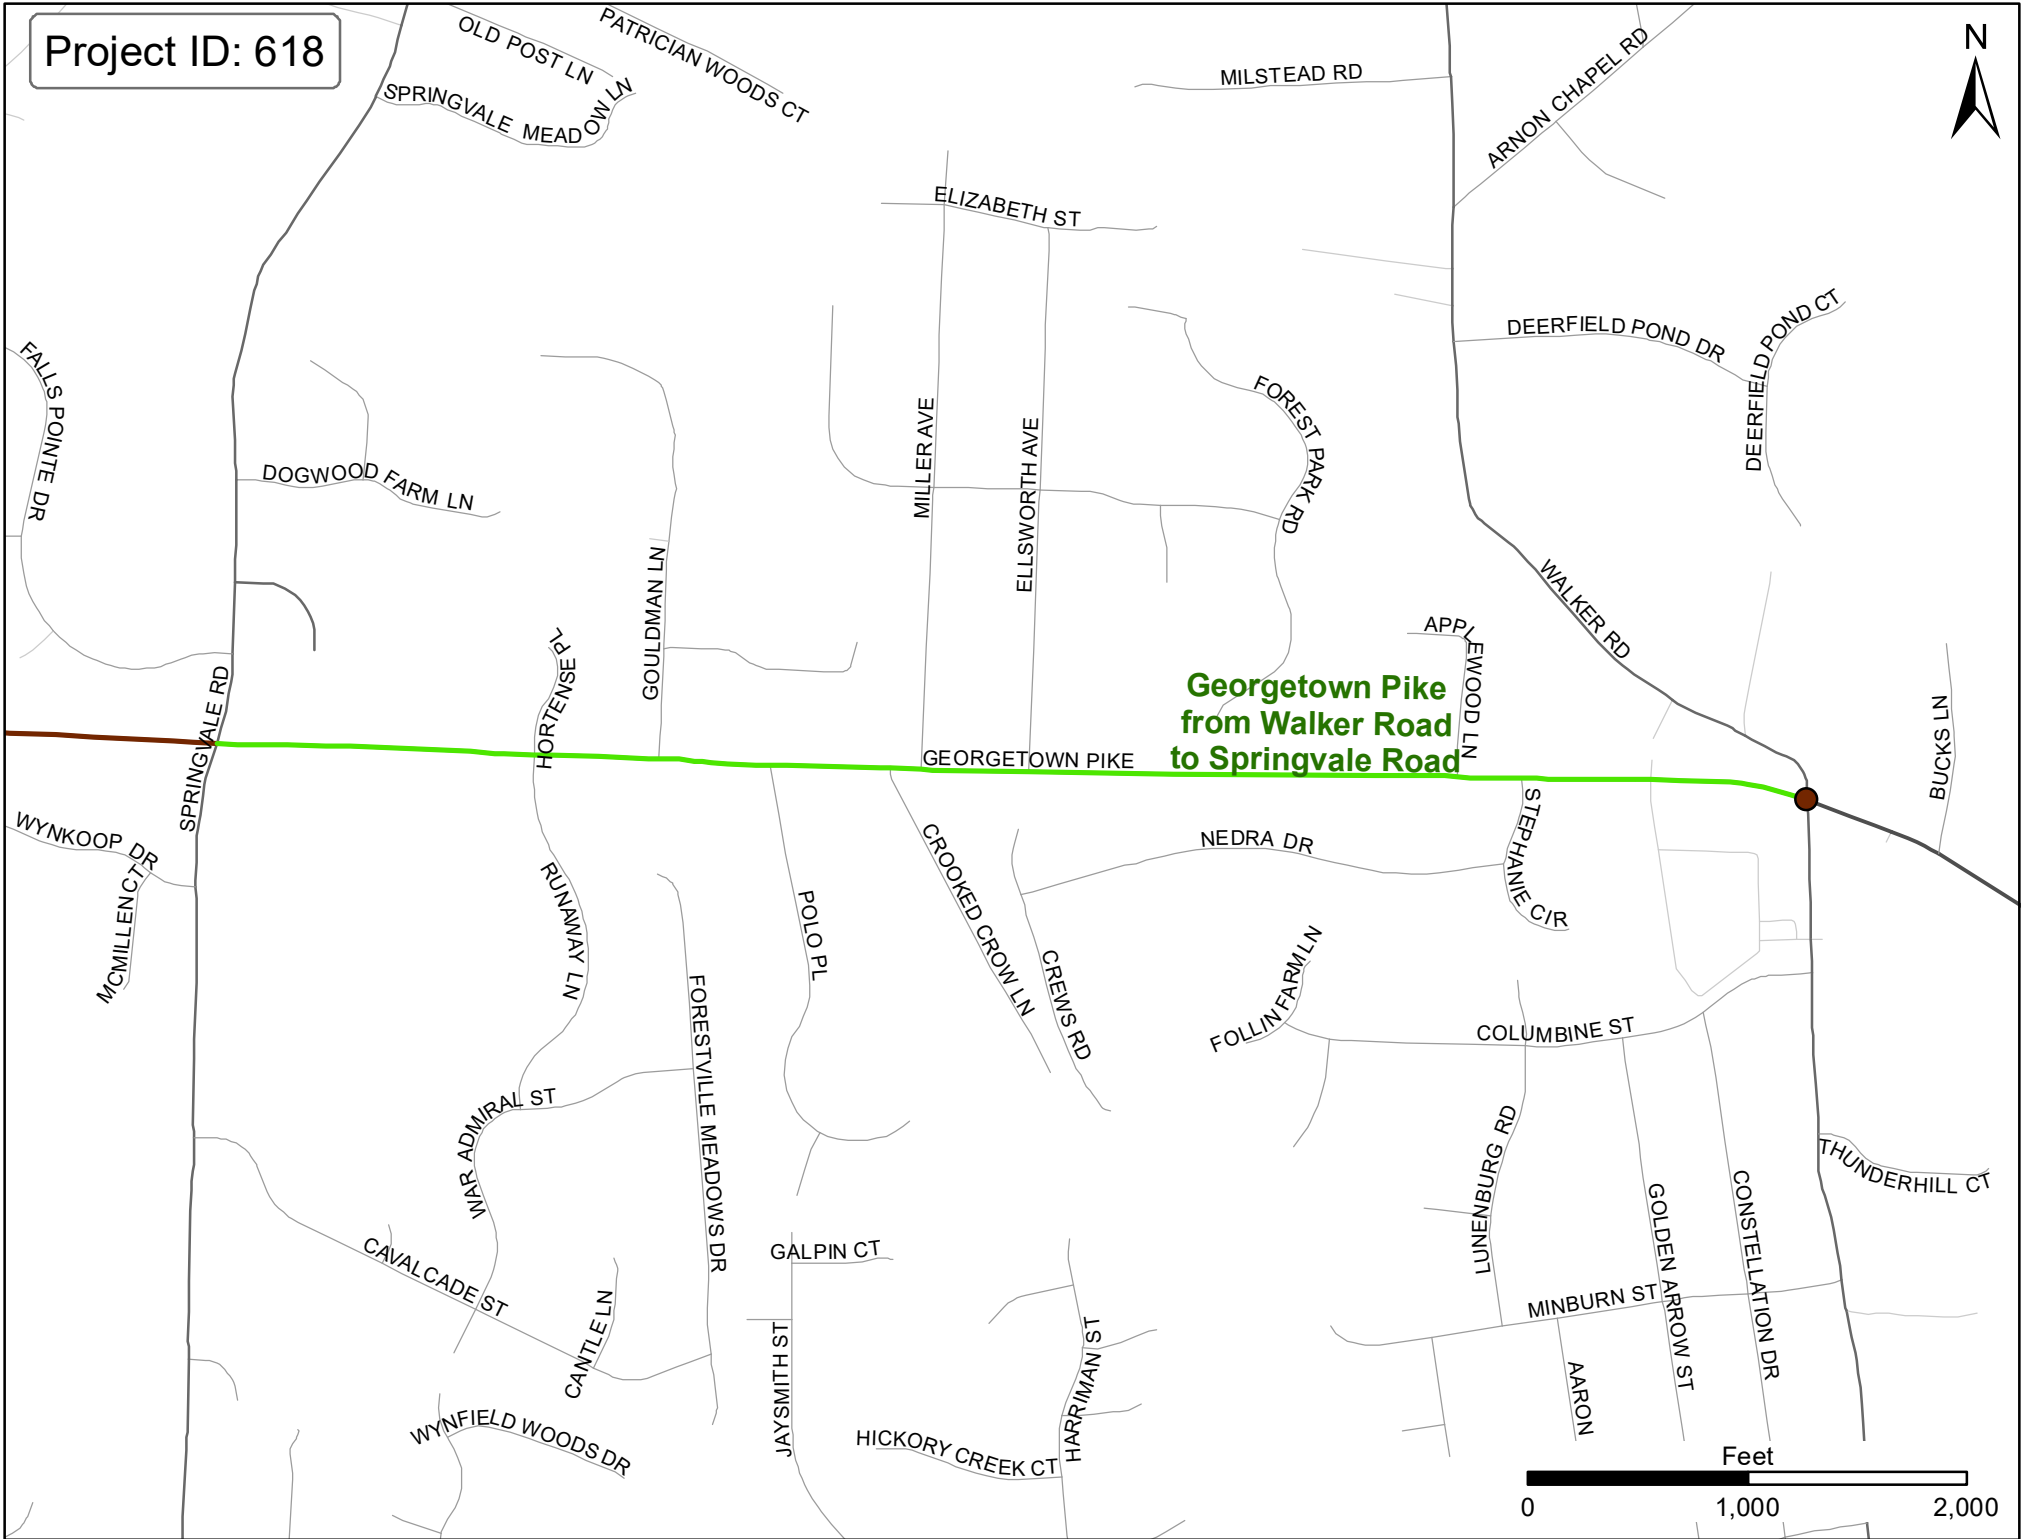 Project ID: 618
OLD POST LN
PATRICIAN WOODS CT
SPRINGVALE MEADOW LN
MILSTEAD RD
ARNON CHAPEL RD
N
ELIZABETH ST
DEERFIELD POND DR
DEERFIELD POND CT
FALLS POINTE DR
DOGWOOD FARM LN
MILLER AVE
ELLSWORTH AVE
FOREST PARK RD
GOULDMAN LN
HORTENSE PL
WALKER RD
APPLEWOOD LN
Georgetown Pike
from Walker Road
to Springvale Road
SPRINGVALE RD
GEORGETOWN PIKE
BUCKS LN
WYNKOOP DR
MCMILLEN CT
RUNAWAY LN
POLO PL
CROOKED CROW LN
CREWS RD
NEDRA DR
STEPHANIE CIR
FOLLIN FARM LN
COLUMBINE ST
FORESTVILLE MEADOWS DR
WAR ADMIRAL ST
LUNENBURG RD
GOLDEN ARROW ST
CONSTELLATION DR
THUNDERHILL CT
CAVALCADE ST
CANTLE LN
GALPIN CT
JAYSMITH ST
HARRIMAN ST
MINBURN ST
AARON
WYNFIELD WOODS DR
HICKORY CREEK CT
Feet
0 1,000 2,000